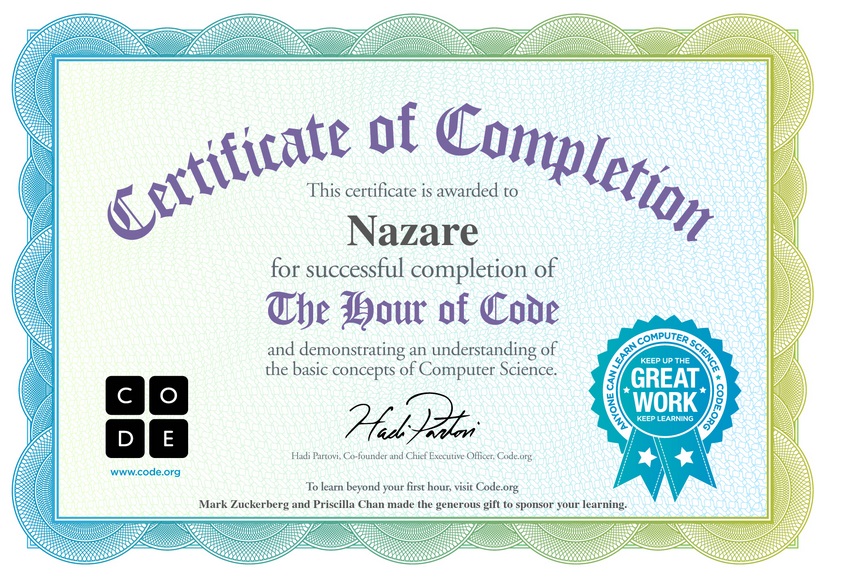 Certificate of Completion
This certificate is awarded to
Nazare
for successful completion of
The Hour of Code
and demonstrating an understanding of
the basic concepts of Computer Science.
C O
D E
www.code.org
Hadi Partovi
Hadi Partovi, Co-founder and Chief Executive Officer, Code.org
ANYONE CAN LEARN COMPUTER SCIENCE ★ CODE.ORG
KEEP UP THE
GREAT
WORK
KEEP LEARNING
To learn beyond your first hour, visit Code.org
Mark Zuckerberg and Priscilla Chan made the generous gift to sponsor your learning.